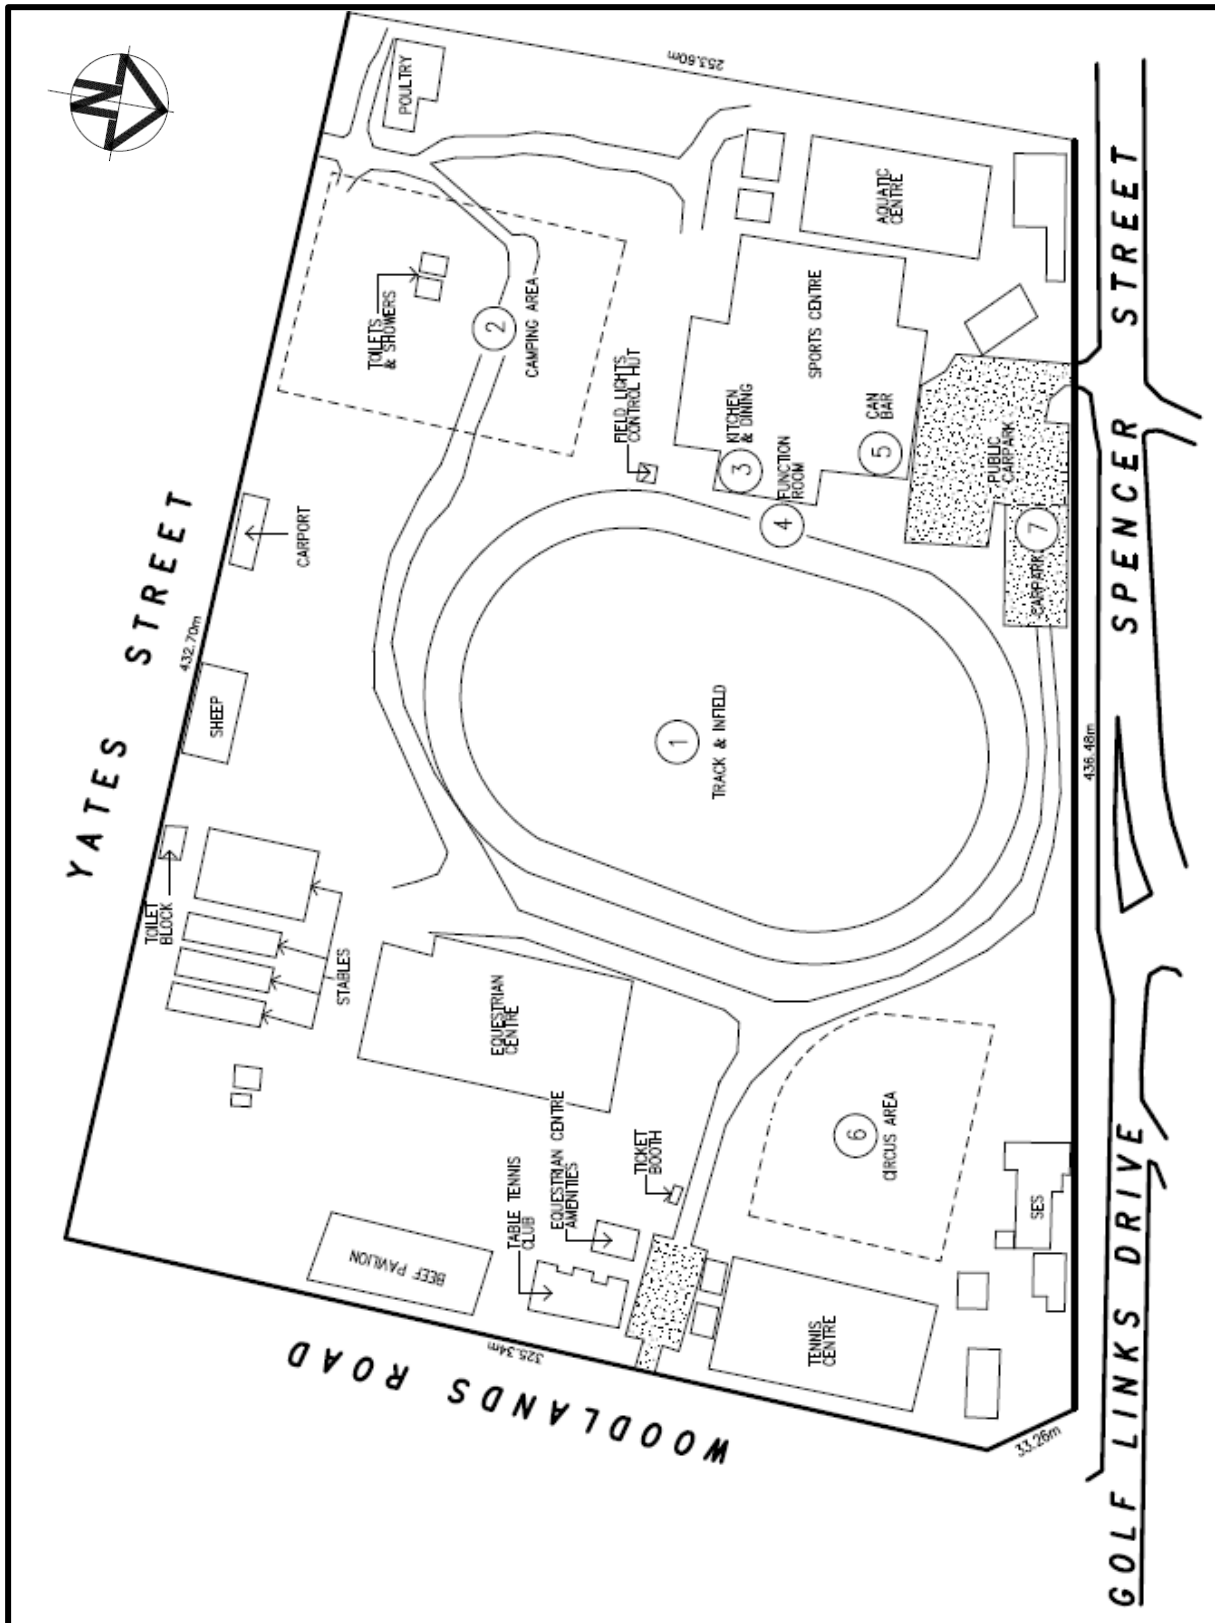 N
POULTRY
253.60m
AQUATIC
CENTRE
TOILETS
& SHOWERS
2
CAMPING AREA
FIELD LIGHTS
CONTROL HUT
SPORTS CENTRE
KITCHEN
& DINING
3
FUNCTION
ROOM
4
CAN
BAR
5
PUBLIC
CARPARK
7
CARPARK
SPENCER STREET
CARPORT
YATES STREET
432.70m
SHEEP
1
TRACK & INFIELD
436.48m
TOILET
BLOCK
STABLES
EQUESTRIAN
CENTRE
EQUESTRIAN CENTRE
AMENITIES
TABLE TENNIS
CLUB
TICKET
BOOTH
6
CIRCUS AREA
SES
BEEF PAVILION
TENNIS
CENTRE
325.34m
WOODLANDS ROAD
33.26m
GOLF LINKS DRIVE